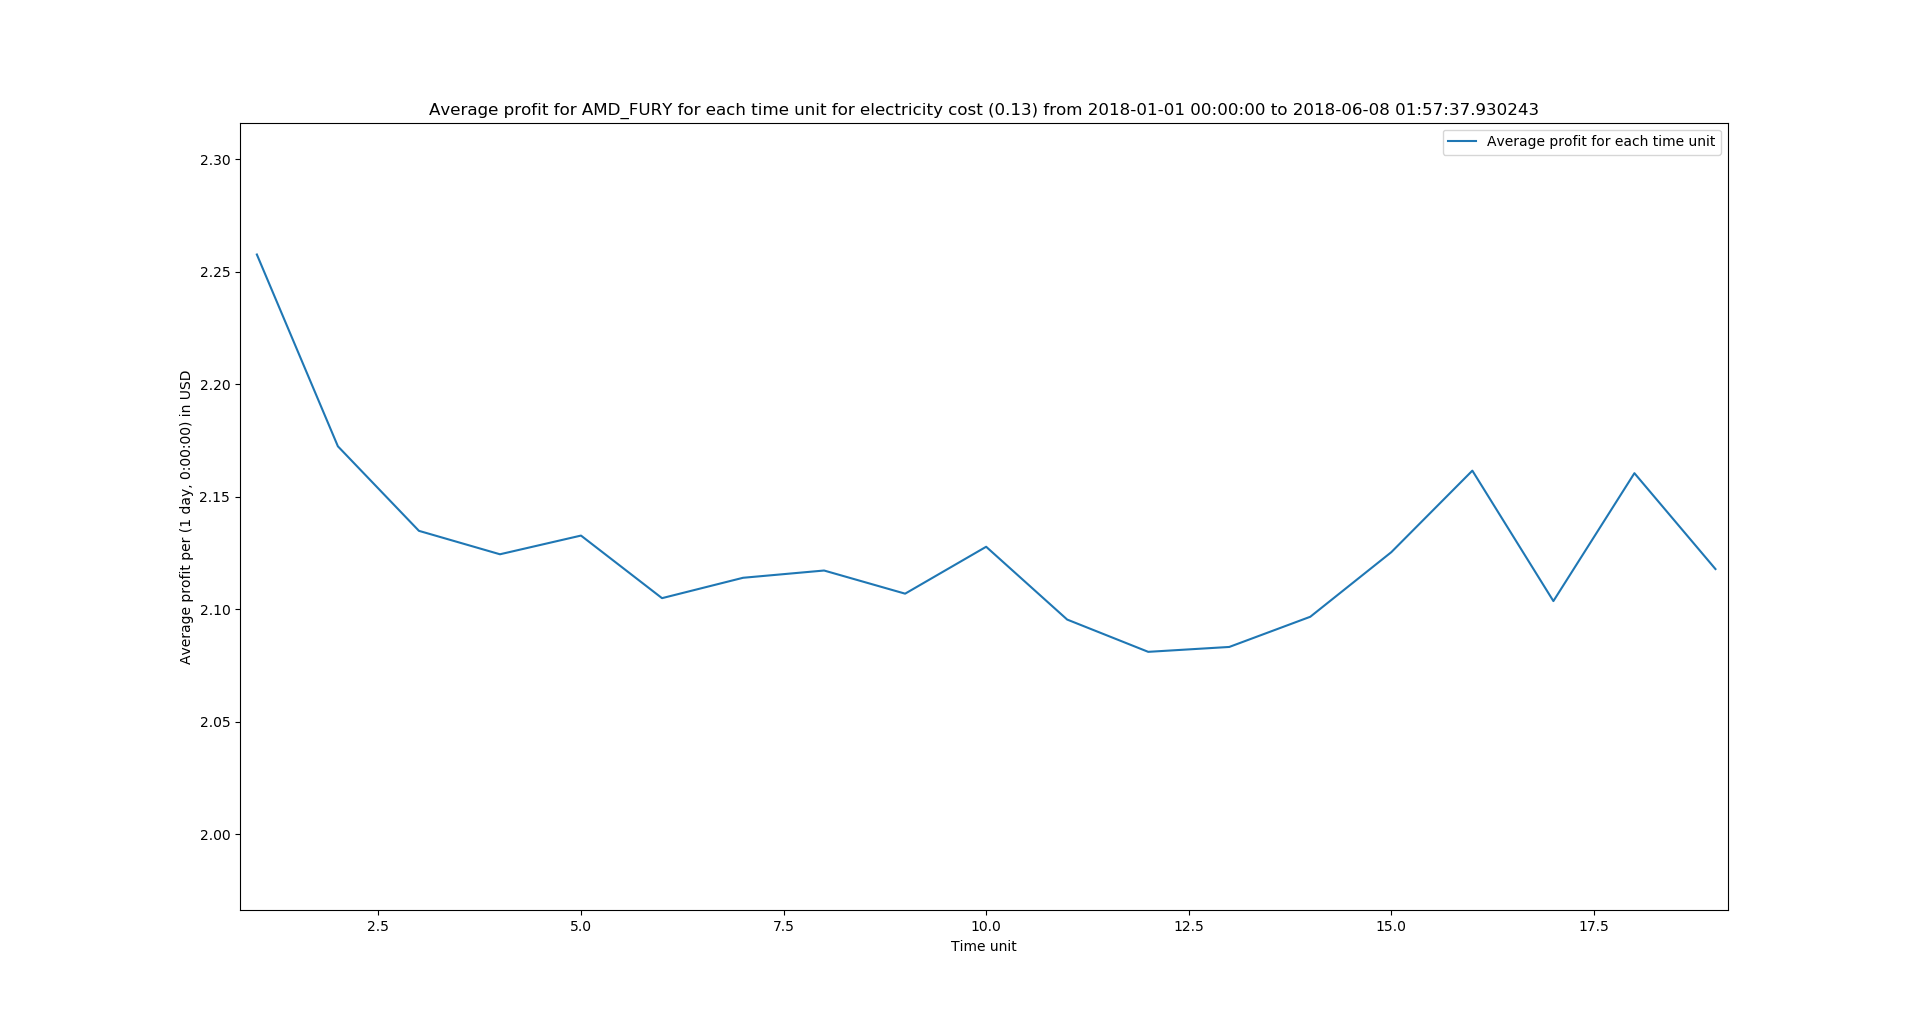 Average profit for AMD_FURY for each time unit for electricity cost (0.13) from 2018-01-01 00:00:00 to 2018-06-08 01:57:37.930243
Average profit for each time unit
2.30
2.25
2.20
2.15
2.10
2.05
2.00
Average profit per (1 day, 0:00:00) in USD
2.5 5.0 7.5 10.0 12.5 15.0 17.5
Time unit